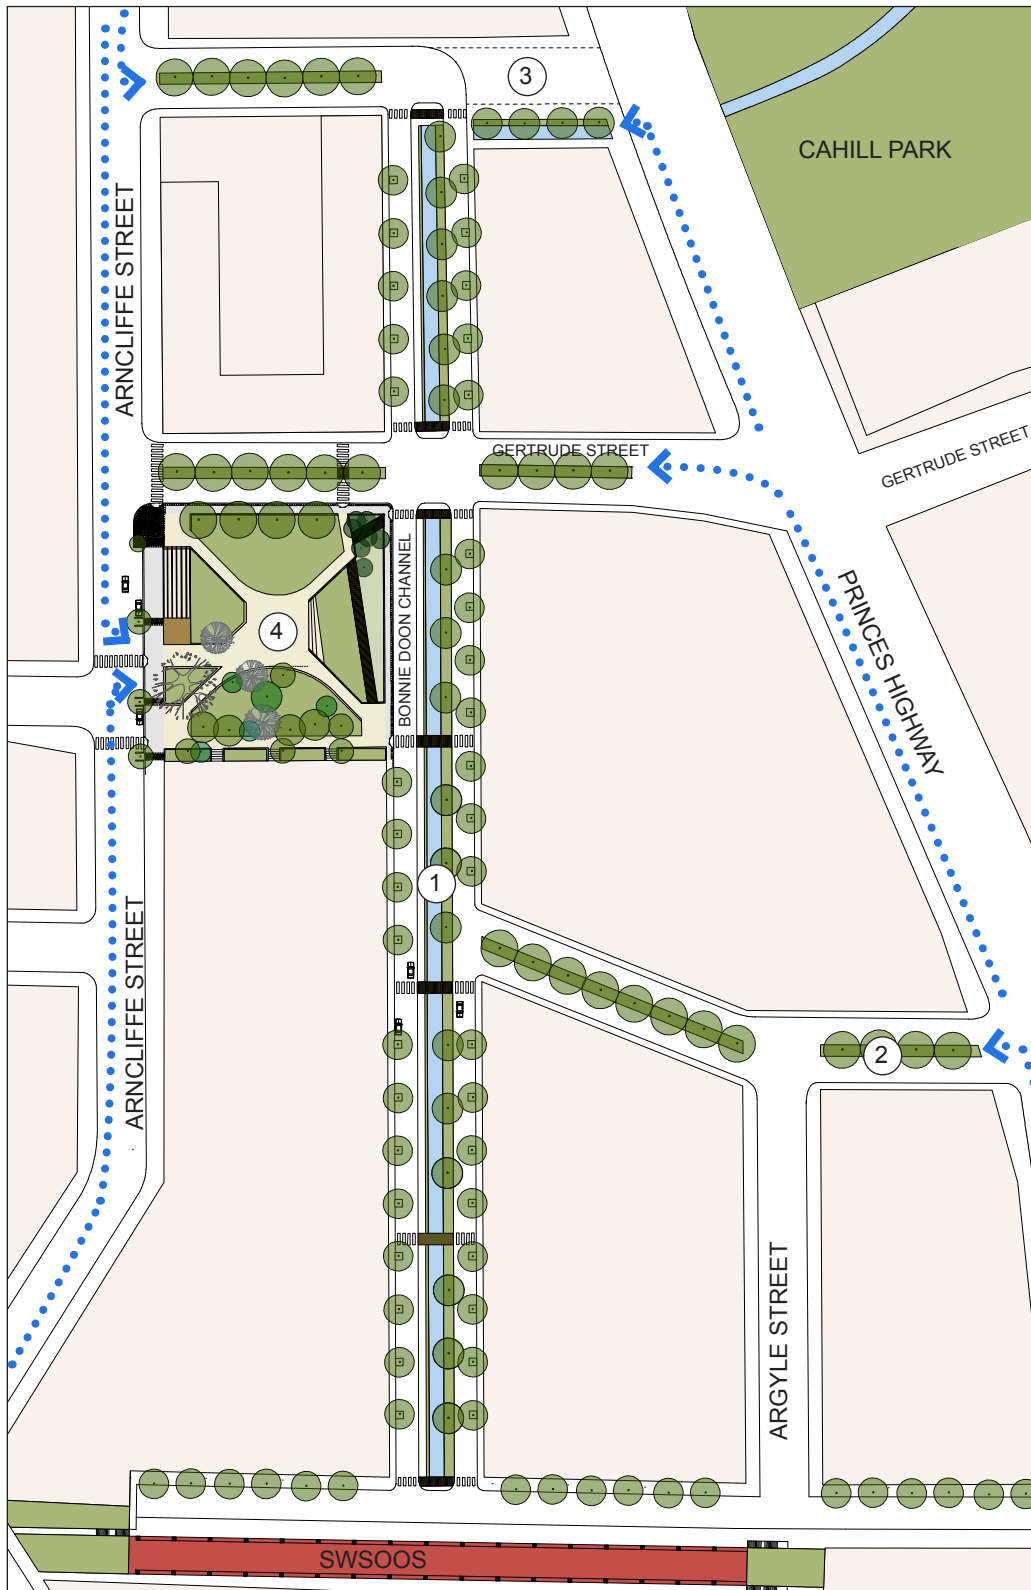 3
CAHILL PARK
ARNCLIFFE STREET
GERTRUDE STREET
GERTRUDE STREET
BONNIE DOON CHANNEL
4
PRINCES HIGHWAY
1
ARNCLIFFE STREET
2
ARGYLE STREET
SWSOOS